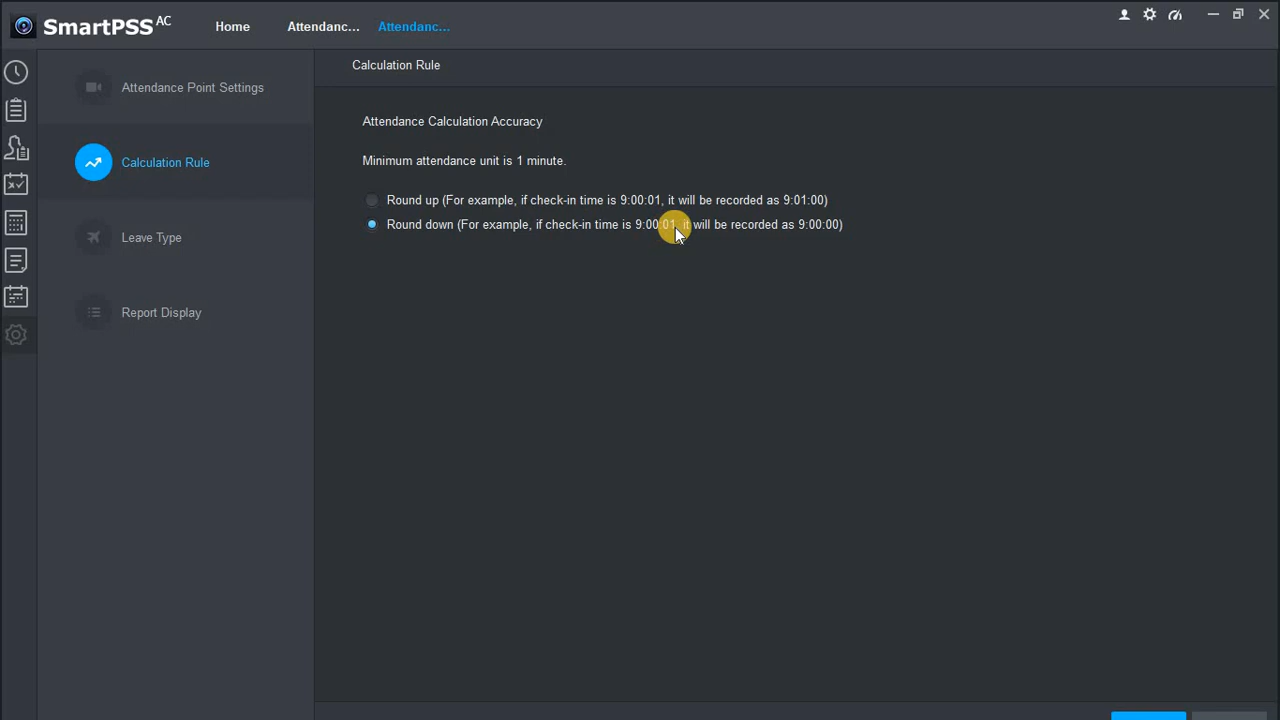 SmartPSS AC
Home
Attendanc...
Attendanc...
Attendance Point Settings
Calculation Rule
Leave Type
Report Display
Calculation Rule
Attendance Calculation Accuracy
Minimum attendance unit is 1 minute.
Round up (For example, if check-in time is 9:00:01, it will be recorded as 9:01:00)
Round down (For example, if check-in time is 9:00:01, it will be recorded as 9:00:00)